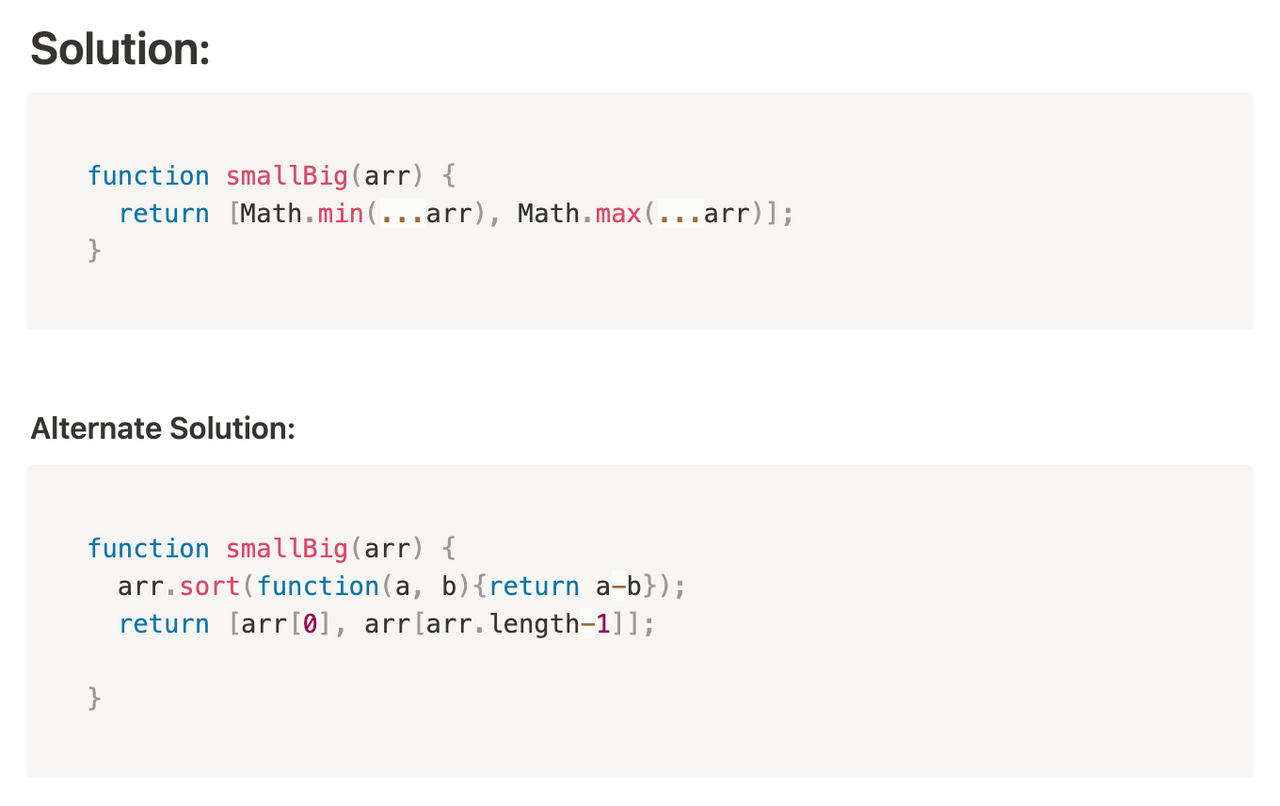 Solution:
function smallBig(arr) {
  return [Math.min(...arr), Math.max(...arr)];
}
Alternate Solution:
function smallBig(arr) {
  arr.sort(function(a, b){return a-b});
  return [arr[0], arr[arr.length-1]];
}